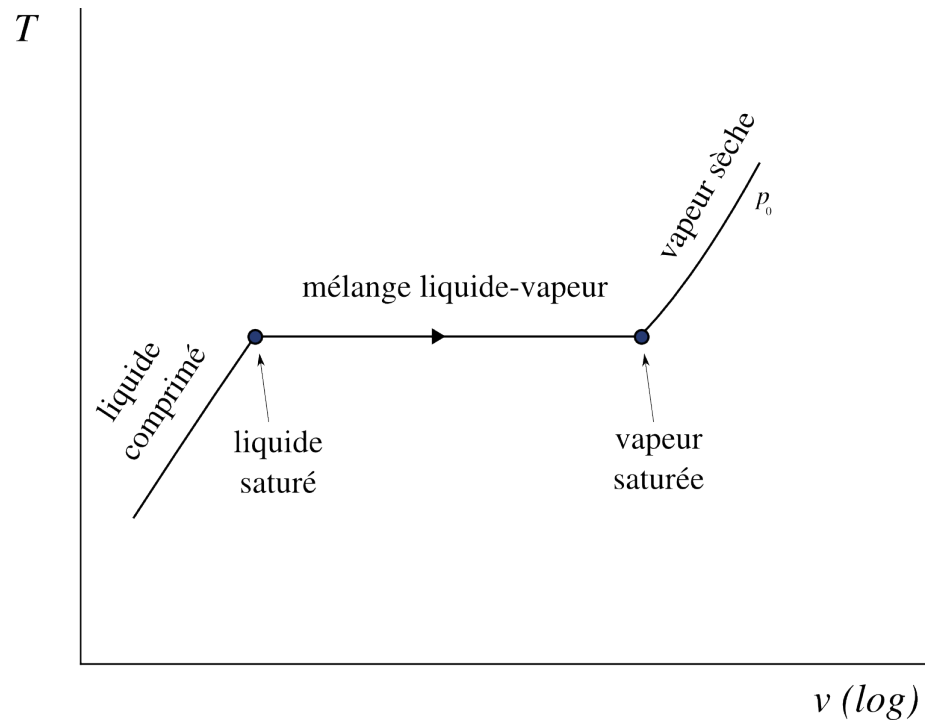 T
vapeur sèche
p₀
mélange liquide-vapeur
liquide
comprimé
liquide
saturé
vapeur
saturée
v (log)